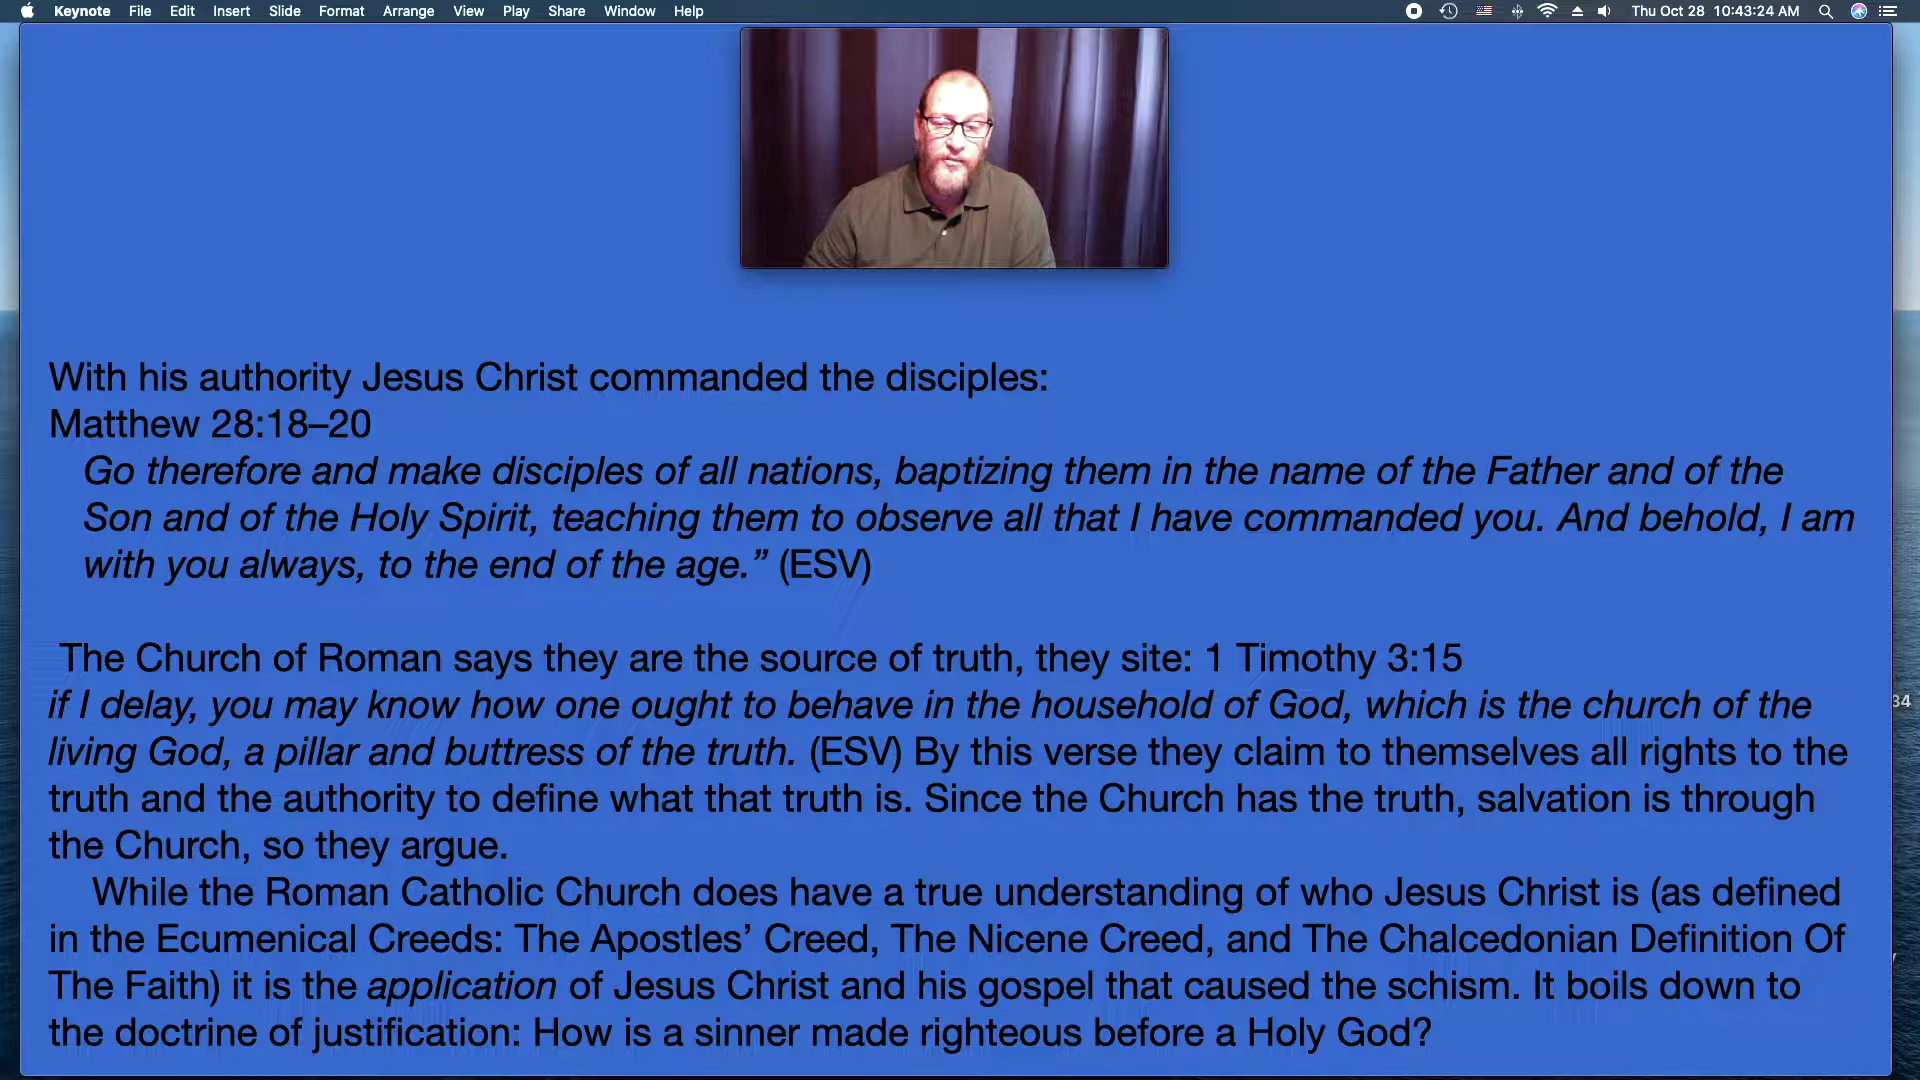 Keynote File Edit Insert Slide Format Arrange View Play Share Window Help Thu Oct 28 10:43:24 AM
With his authority Jesus Christ commanded the disciples:
Matthew 28:18–20
Go therefore and make disciples of all nations, baptizing them in the name of the Father and of the
Son and of the Holy Spirit, teaching them to observe all that I have commanded you. And behold, I am
with you always, to the end of the age.” (ESV)
The Church of Roman says they are the source of truth, they site: 1 Timothy 3:15
if I delay, you may know how one ought to behave in the household of God, which is the church of the
34
living God, a pillar and buttress of the truth. (ESV) By this verse they claim to themselves all rights to the
truth and the authority to define what that truth is. Since the Church has the truth, salvation is through
the Church, so they argue.
While the Roman Catholic Church does have a true understanding of who Jesus Christ is (as defined
in the Ecumenical Creeds: The Apostles’ Creed, The Nicene Creed, and The Chalcedonian Definition Of
The Faith) it is the application of Jesus Christ and his gospel that caused the schism. It boils down to
the doctrine of justification: How is a sinner made righteous before a Holy God?